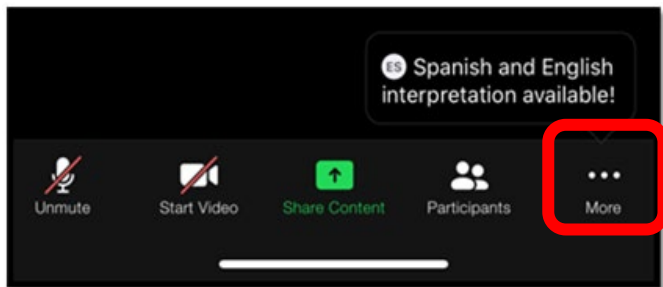 ES Spanish and English
interpretation available!
Unmute
Start Video
Share Content
Participants
More